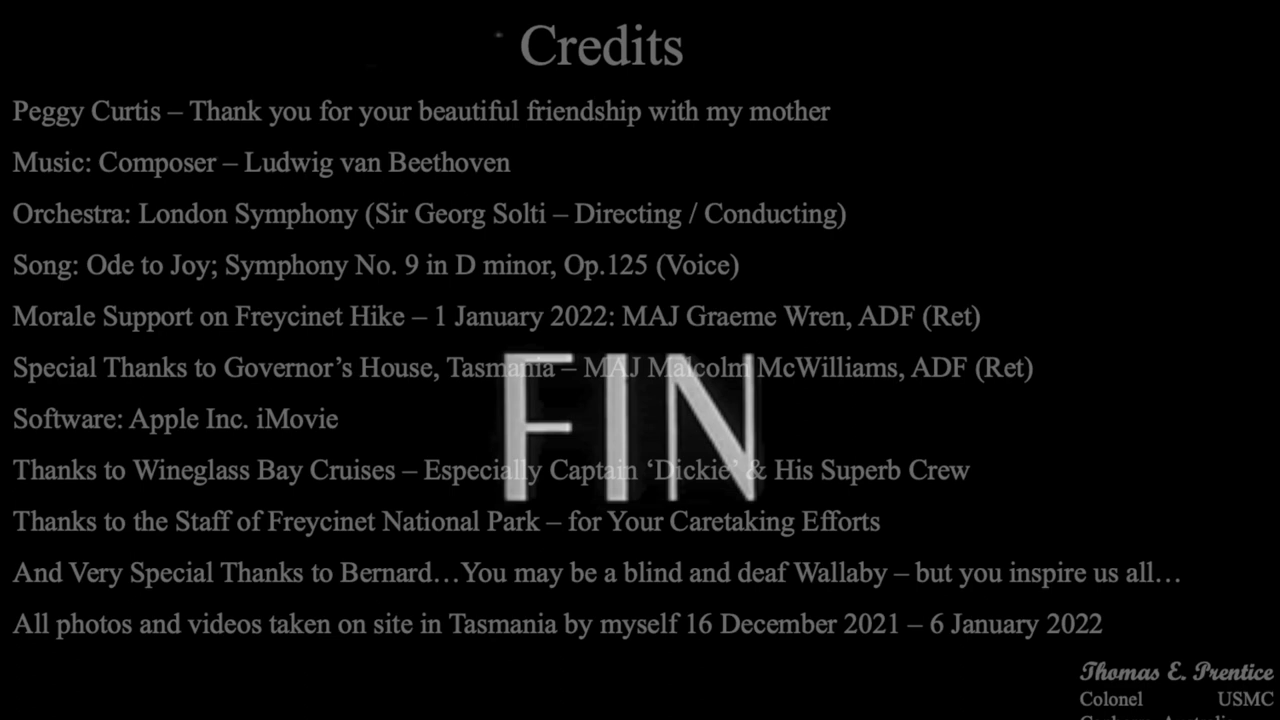 Credits
Peggy Curtis – Thank you for your beautiful friendship with my mother
Music: Composer – Ludwig van Beethoven
Orchestra: London Symphony (Sir Georg Solti – Directing / Conducting)
Song: Ode to Joy; Symphony No. 9 in D minor, Op.125 (Voice)
Morale Support on Freycinet Hike – 1 January 2022: MAJ Graeme Wren, ADF (Ret)
Special Thanks to Governor’s House, Tasmania – MAJ Malcolm McWilliams, ADF (Ret)
FIN
Software: Apple Inc. iMovie
Thanks to Wineglass Bay Cruises – Especially Captain ‘Dickie’ & His Superb Crew
Thanks to the Staff of Freycinet National Park – for Your Caretaking Efforts
And Very Special Thanks to Bernard…You may be a blind and deaf Wallaby – but you inspire us all…
All photos and videos taken on site in Tasmania by myself 16 December 2021 – 6 January 2022
Thomas E. Prentice
Colonel USMC